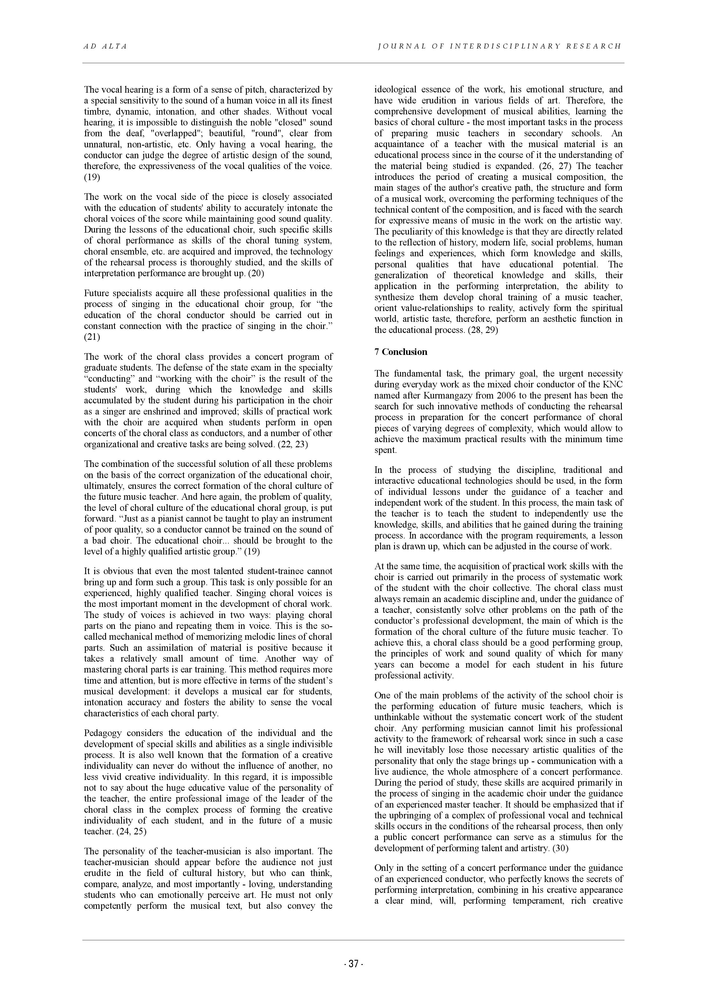 AD ALTA
JOURNAL OF INTERDISCIPLINARY RESEARCH
The vocal hearing is a form of a sense of pitch, characterized by
a special sensitivity to the sound of a human voice in all its finest
timbre, dynamic, intonation, and other shades. Without vocal
hearing, it is impossible to distinguish the noble "closed" sound
from the deaf, "overlapped"; beautiful, "round", clear from
unnatural, non-artistic, etc. Only having a vocal hearing, the
conductor can judge the degree of artistic design of the sound,
therefore, the expressiveness of the vocal qualities of the voice.
(19)
The work on the vocal side of the piece is closely associated
with the education of students' ability to accurately intonate the
choral voices of the score while maintaining good sound quality.
During the lessons of the educational choir, such specific skills
of choral performance as skills of the choral tuning system,
choral ensemble, etc. are acquired and improved, the technology
of the rehearsal process is thoroughly studied, and the skills of
interpretation performance are brought up. (20)
Future specialists acquire all these professional qualities in the
process of singing in the educational choir group, for “the
education of the choral conductor should be carried out in
constant connection with the practice of singing in the choir.”
(21)
The work of the choral class provides a concert program of
graduate students. The defense of the state exam in the specialty
“conducting” and “working with the choir” is the result of the
students' work, during which the knowledge and skills
accumulated by the student during his participation in the choir
as a singer are enshrined and improved; skills of practical work
with the choir are acquired when students perform in open
concerts of the choral class as conductors, and a number of other
organizational and creative tasks are being solved. (22, 23)
The combination of the successful solution of all these problems
on the basis of the correct organization of the educational choir,
ultimately, ensures the correct formation of the choral culture of
the future music teacher. And here again, the problem of quality,
the level of choral culture of the educational choral group, is put
forward. “Just as a pianist cannot be taught to play an instrument
of poor quality, so a conductor cannot be trained on the sound of
a bad choir. The educational choir... should be brought to the
level of a highly qualified artistic group.” (19)
It is obvious that even the most talented student-trainee cannot
bring up and form such a group. This task is only possible for an
experienced, highly qualified teacher. Singing choral voices is
the most important moment in the development of choral work.
The study of voices is achieved in two ways: playing choral
parts on the piano and repeating them in voice. This is the so-
called mechanical method of memorizing melodic lines of choral
parts. Such an assimilation of material is positive because it
takes a relatively small amount of time. Another way of
mastering choral parts is ear training. This method requires more
time and attention, but is more effective in terms of the student’s
musical development: it develops a musical ear for students,
intonation accuracy and fosters the ability to sense the vocal
characteristics of each choral party.
Pedagogy considers the education of the individual and the
development of special skills and abilities as a single indivisible
process. It is also well known that the formation of a creative
individuality can never do without the influence of another, no
less vivid creative individuality. In this regard, it is impossible
not to say about the huge educative value of the personality of
the teacher, the entire professional image of the leader of the
choral class in the complex process of forming the creative
individuality of each student, and in the future of a music
teacher. (24, 25)
The personality of the teacher-musician is also important. The
teacher-musician should appear before the audience not just
erudite in the field of cultural history, but who can think,
compare, analyze, and most importantly - loving, understanding
students who can emotionally perceive art. He must not only
competently perform the musical text, but also convey the
ideological essence of the work, his emotional structure, and
have wide erudition in various fields of art. Therefore, the
comprehensive development of musical abilities, learning the
basics of choral culture - the most important tasks in the process
of preparing music teachers in secondary schools. An
acquaintance of a teacher with the musical material is an
educational process since in the course of it the understanding of
the material being studied is expanded. (26, 27) The teacher
introduces the period of creating a musical composition, the
main stages of the author's creative path, the structure and form
of a musical work, overcoming the performing techniques of the
technical content of the composition, and is faced with the search
for expressive means of music in the work on the artistic way.
The peculiarity of this knowledge is that they are directly related
to the reflection of history, modern life, social problems, human
feelings and experiences, which form knowledge and skills,
personal qualities that have educational potential. The
generalization of theoretical knowledge and skills, their
application in the performing interpretation, the ability to
synthesize them develop choral training of a music teacher,
orient value-relationships to reality, actively form the spiritual
world, artistic taste, therefore, perform an aesthetic function in
the educational process. (28, 29)
7 Conclusion
The fundamental task, the primary goal, the urgent necessity
during everyday work as the mixed choir conductor of the KNC
named after Kurmangazy from 2006 to the present has been the
search for such innovative methods of conducting the rehearsal
process in preparation for the concert performance of choral
pieces of varying degrees of complexity, which would allow to
achieve the maximum practical results with the minimum time
spent.
In the process of studying the discipline, traditional and
interactive educational technologies should be used, in the form
of individual lessons under the guidance of a teacher and
independent work of the student. In this process, the main task of
the teacher is to teach the student to independently use the
knowledge, skills, and abilities that he gained during the training
process. In accordance with the program requirements, a lesson
plan is drawn up, which can be adjusted in the course of work.
At the same time, the acquisition of practical work skills with the
choir is carried out primarily in the process of systematic work
of the student with the choir collective. The choral class must
always remain an academic discipline and, under the guidance of
a teacher, consistently solve other problems on the path of the
conductor’s professional development, the main of which is the
formation of the choral culture of the future music teacher. To
achieve this, a choral class should be a good performing group,
the principles of work and sound quality of which for many
years can become a model for each student in his future
professional activity.
One of the main problems of the activity of the school choir is
the performing education of future music teachers, which is
unthinkable without the systematic concert work of the student
choir. Any performing musician cannot limit his professional
activity to the framework of rehearsal work since in such a case
he will inevitably lose those necessary artistic qualities of the
personality that only the stage brings up - communication with a
live audience, the whole atmosphere of a concert performance.
During the period of study, these skills are acquired primarily in
the process of singing in the academic choir under the guidance
of an experienced master teacher. It should be emphasized that if
the upbringing of a complex of professional vocal and technical
skills occurs in the conditions of the rehearsal process, then only
a public concert performance can serve as a stimulus for the
development of performing talent and artistry. (30)
Only in the setting of a concert performance under the guidance
of an experienced conductor, who perfectly knows the secrets of
performing interpretation, combining in his creative appearance
a clear mind, will, performing temperament, rich creative
- 37 -